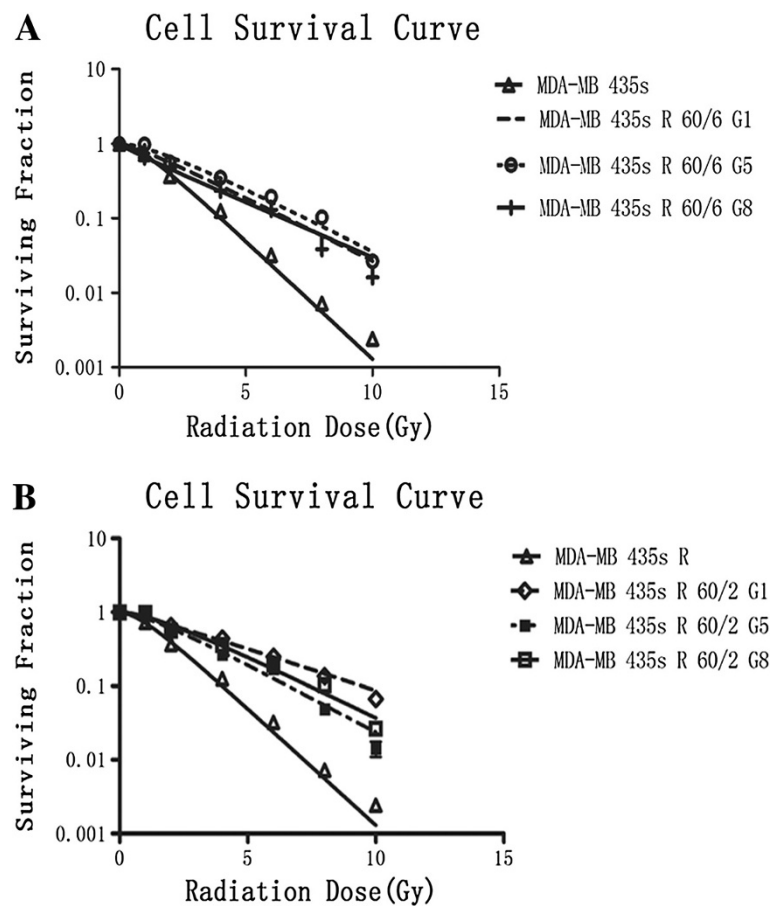 A
Cell Survival Curve
Surviving Fraction
10
1
0.1
0.01
0.001
0
5
10
15
Radiation Dose(Gy)
MDA-MB 435s
MDA-MB 435s R 60/6 G1
MDA-MB 435s R 60/6 G5
MDA-MB 435s R 60/6 G8
B
Cell Survival Curve
Surviving Fraction
10
1
0.1
0.01
0.001
0
5
10
15
Radiation Dose(Gy)
MDA-MB 435s R
MDA-MB 435s R 60/2 G1
MDA-MB 435s R 60/2 G5
MDA-MB 435s R 60/2 G8